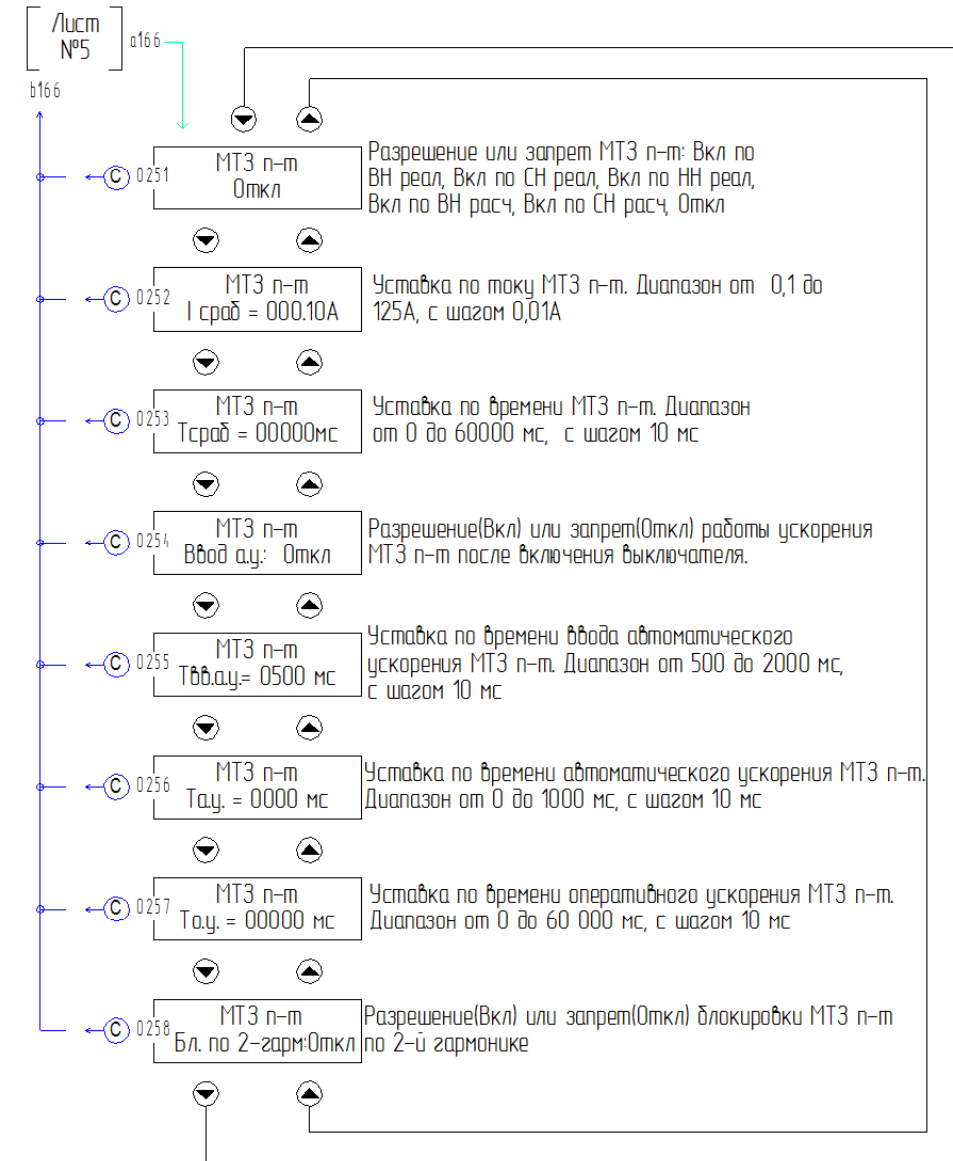 Лист
№5
a166
b166
C 0251
МТЗ п-т
Откл
Разрешение или запрет МТЗ п-т: Вкл по
ВН реал, Вкл по СН реал, Вкл по НН реал,
Вкл по ВН расч, Вкл по СН расч, Откл
C 0252
МТЗ п-т
I сраб = 000.10А
Уставка по току МТЗ п-т. Диапазон от 0,1 до
125А, с шагом 0,01А
C 0253
МТЗ п-т
Тсраб = 00000мс
Уставка по времени МТЗ п-т. Диапазон
от 0 до 60000 мс, с шагом 10 мс
C 0254
МТЗ п-т
Ввод а.у.: Откл
Разрешение(Вкл) или запрет(Откл) работы ускорения
МТЗ п-т после включения выключателя.
C 0255
МТЗ п-т
Твв.а.у.= 0500 мс
Уставка по времени ввода автоматического
ускорения МТЗ п-т. Диапазон от 500 до 2000 мс,
с шагом 10 мс
C 0256
МТЗ п-т
Та.у. = 0000 мс
Уставка по времени автоматического ускорения МТЗ п-т.
Диапазон от 0 до 1000 мс, с шагом 10 мс
C 0257
МТЗ п-т
То.у. = 00000 мс
Уставка по времени оперативного ускорения МТЗ п-т.
Диапазон от 0 до 60 000 мс, с шагом 10 мс
C 0258
МТЗ п-т
Бл. по 2-гарм:Откл
Разрешение(Вкл) или запрет(Откл) блокировки МТЗ п-т
по 2-й гармонике